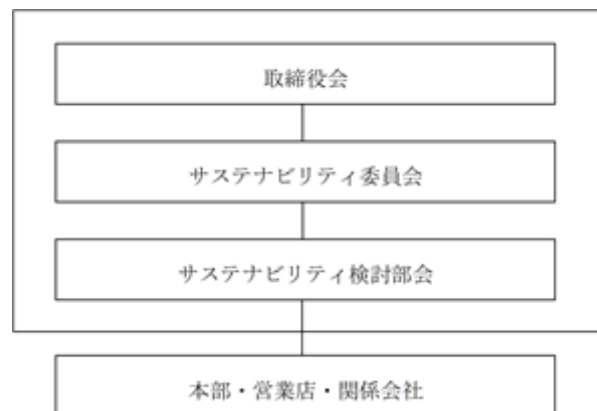 取締役会
サステナビリティ委員会
サステナビリティ検討部会
本部・営業店・関係会社